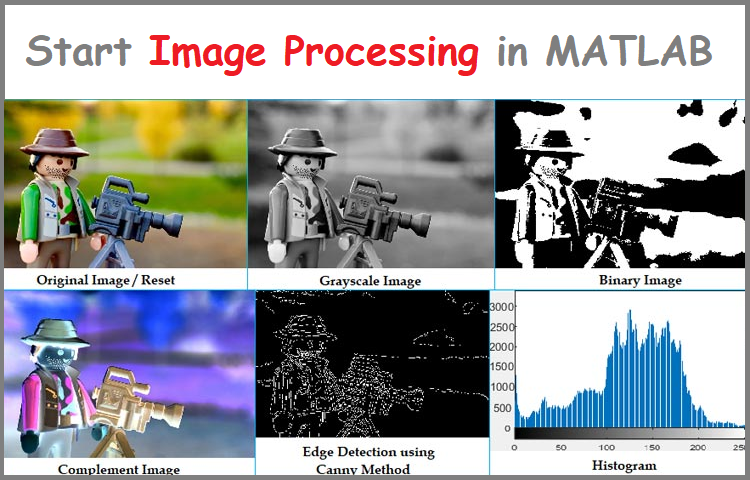 Start Image Processing in MATLAB
Original Image / Reset
Grayscale Image
Binary Image
3000
2500
2000
1500
1000
500
0
0 50 100 150 200
Complement Image
Edge Detection using
Canny Method
Histogram